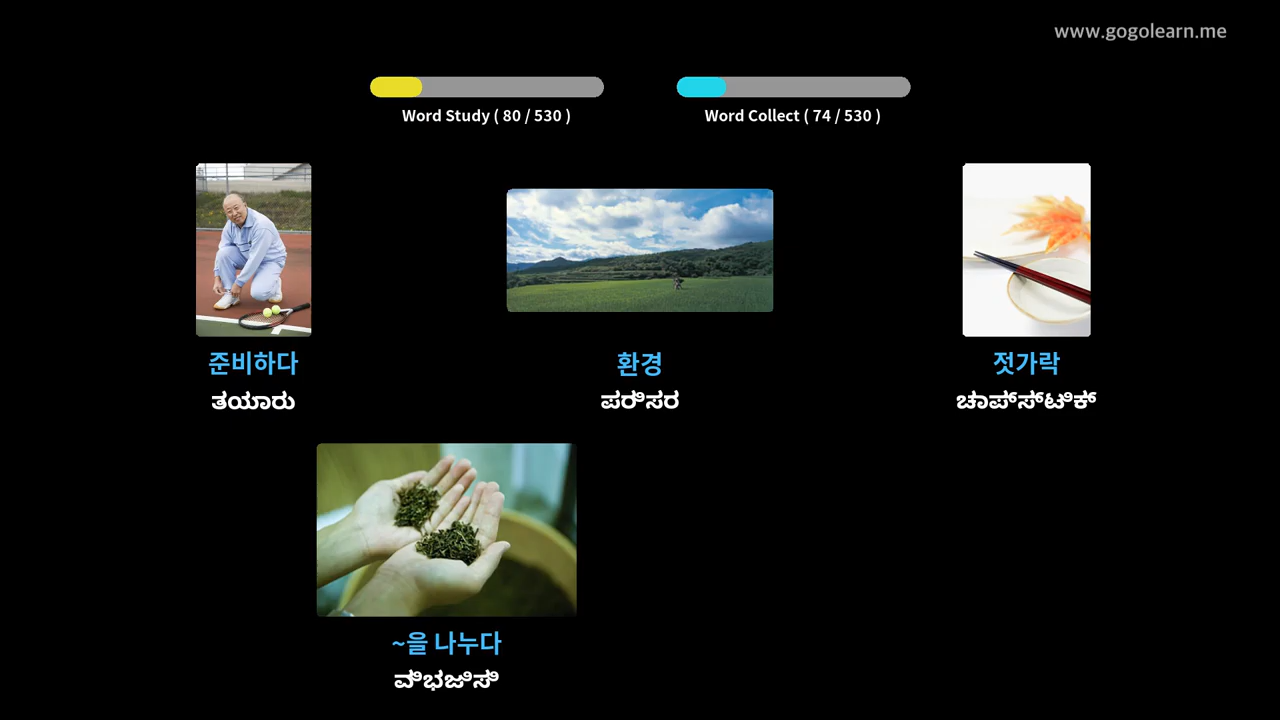 www.gogolearn.me
Word Study ( 80 / 530 )
Word Collect ( 74 / 530 )
준비하다
ತಯಾರು
환경
ಪರಿಸರ
젓가락
ಚಾಪ್ಸ್ಟಿಕ್
~을 나누다
ವಿಭಜಿಸಿ